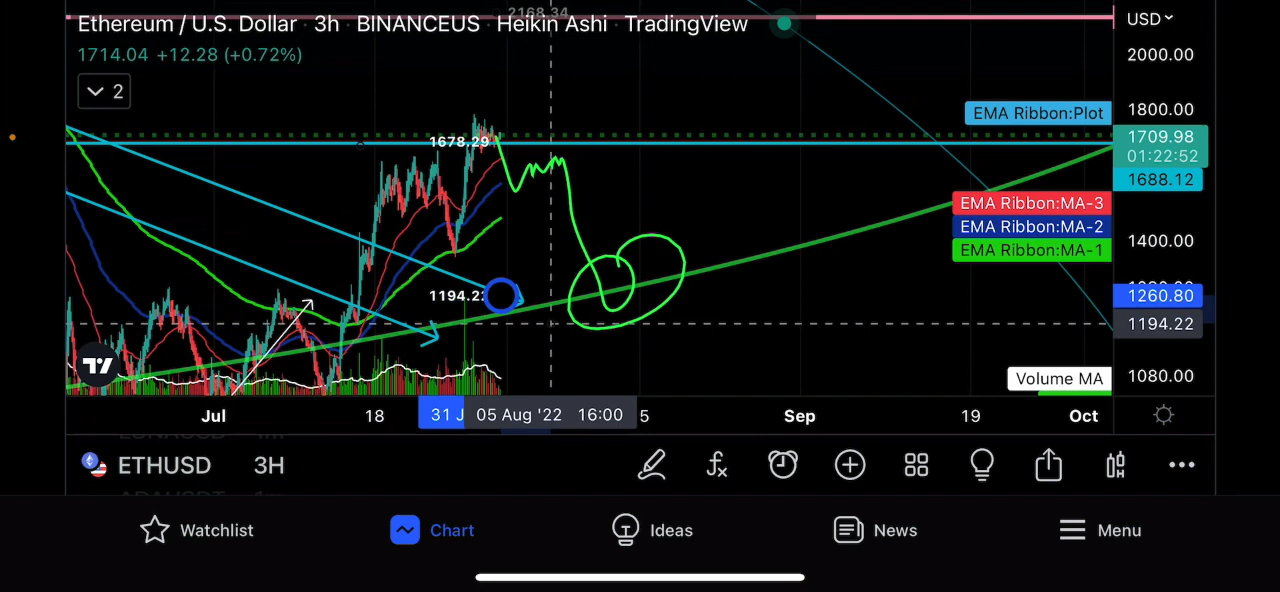 2168.34
Ethereum / U.S. Dollar · 3h · BINANCEUS · Heikin Ashi · TradingView
USD
1714.04 +12.28 (+0.72%)
2000.00
2
1800.00
EMA Ribbon:Plot
1709.98
01:22:52
1678.29
1688.12
EMA Ribbon:MA-3
EMA Ribbon:MA-2
EMA Ribbon:MA-1
1400.00
1194.22
1260.80
1194.22
Volume MA
1080.00
Jul
18
31 J
05 Aug '22 16:00
5
Sep
19
Oct
ETHUSD 3H
Watchlist
Chart
Ideas
News
Menu